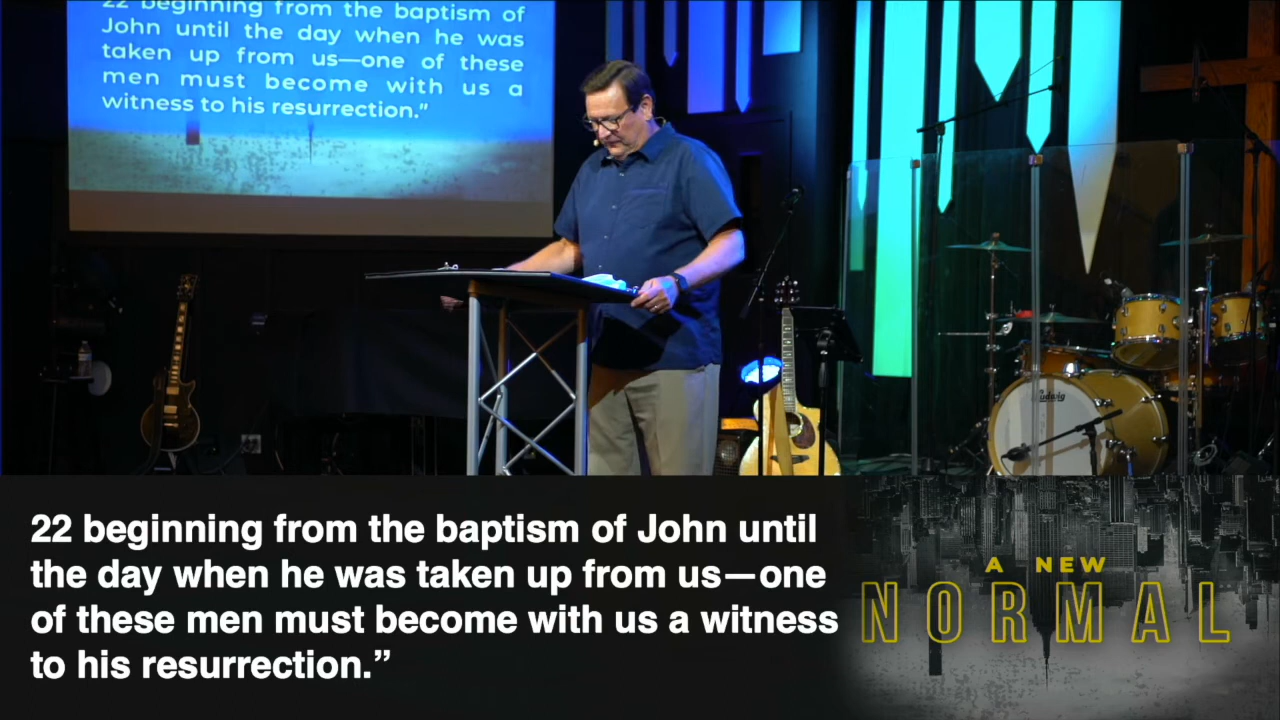 22 beginning from the baptism of
John until the day when he was
taken up from us—one of these
men must become with us a
witness to his resurrection.”
Ludwig
22 beginning from the baptism of John until
the day when he was taken up from us—one
of these men must become with us a witness
to his resurrection.”
A NEW
NORMAL